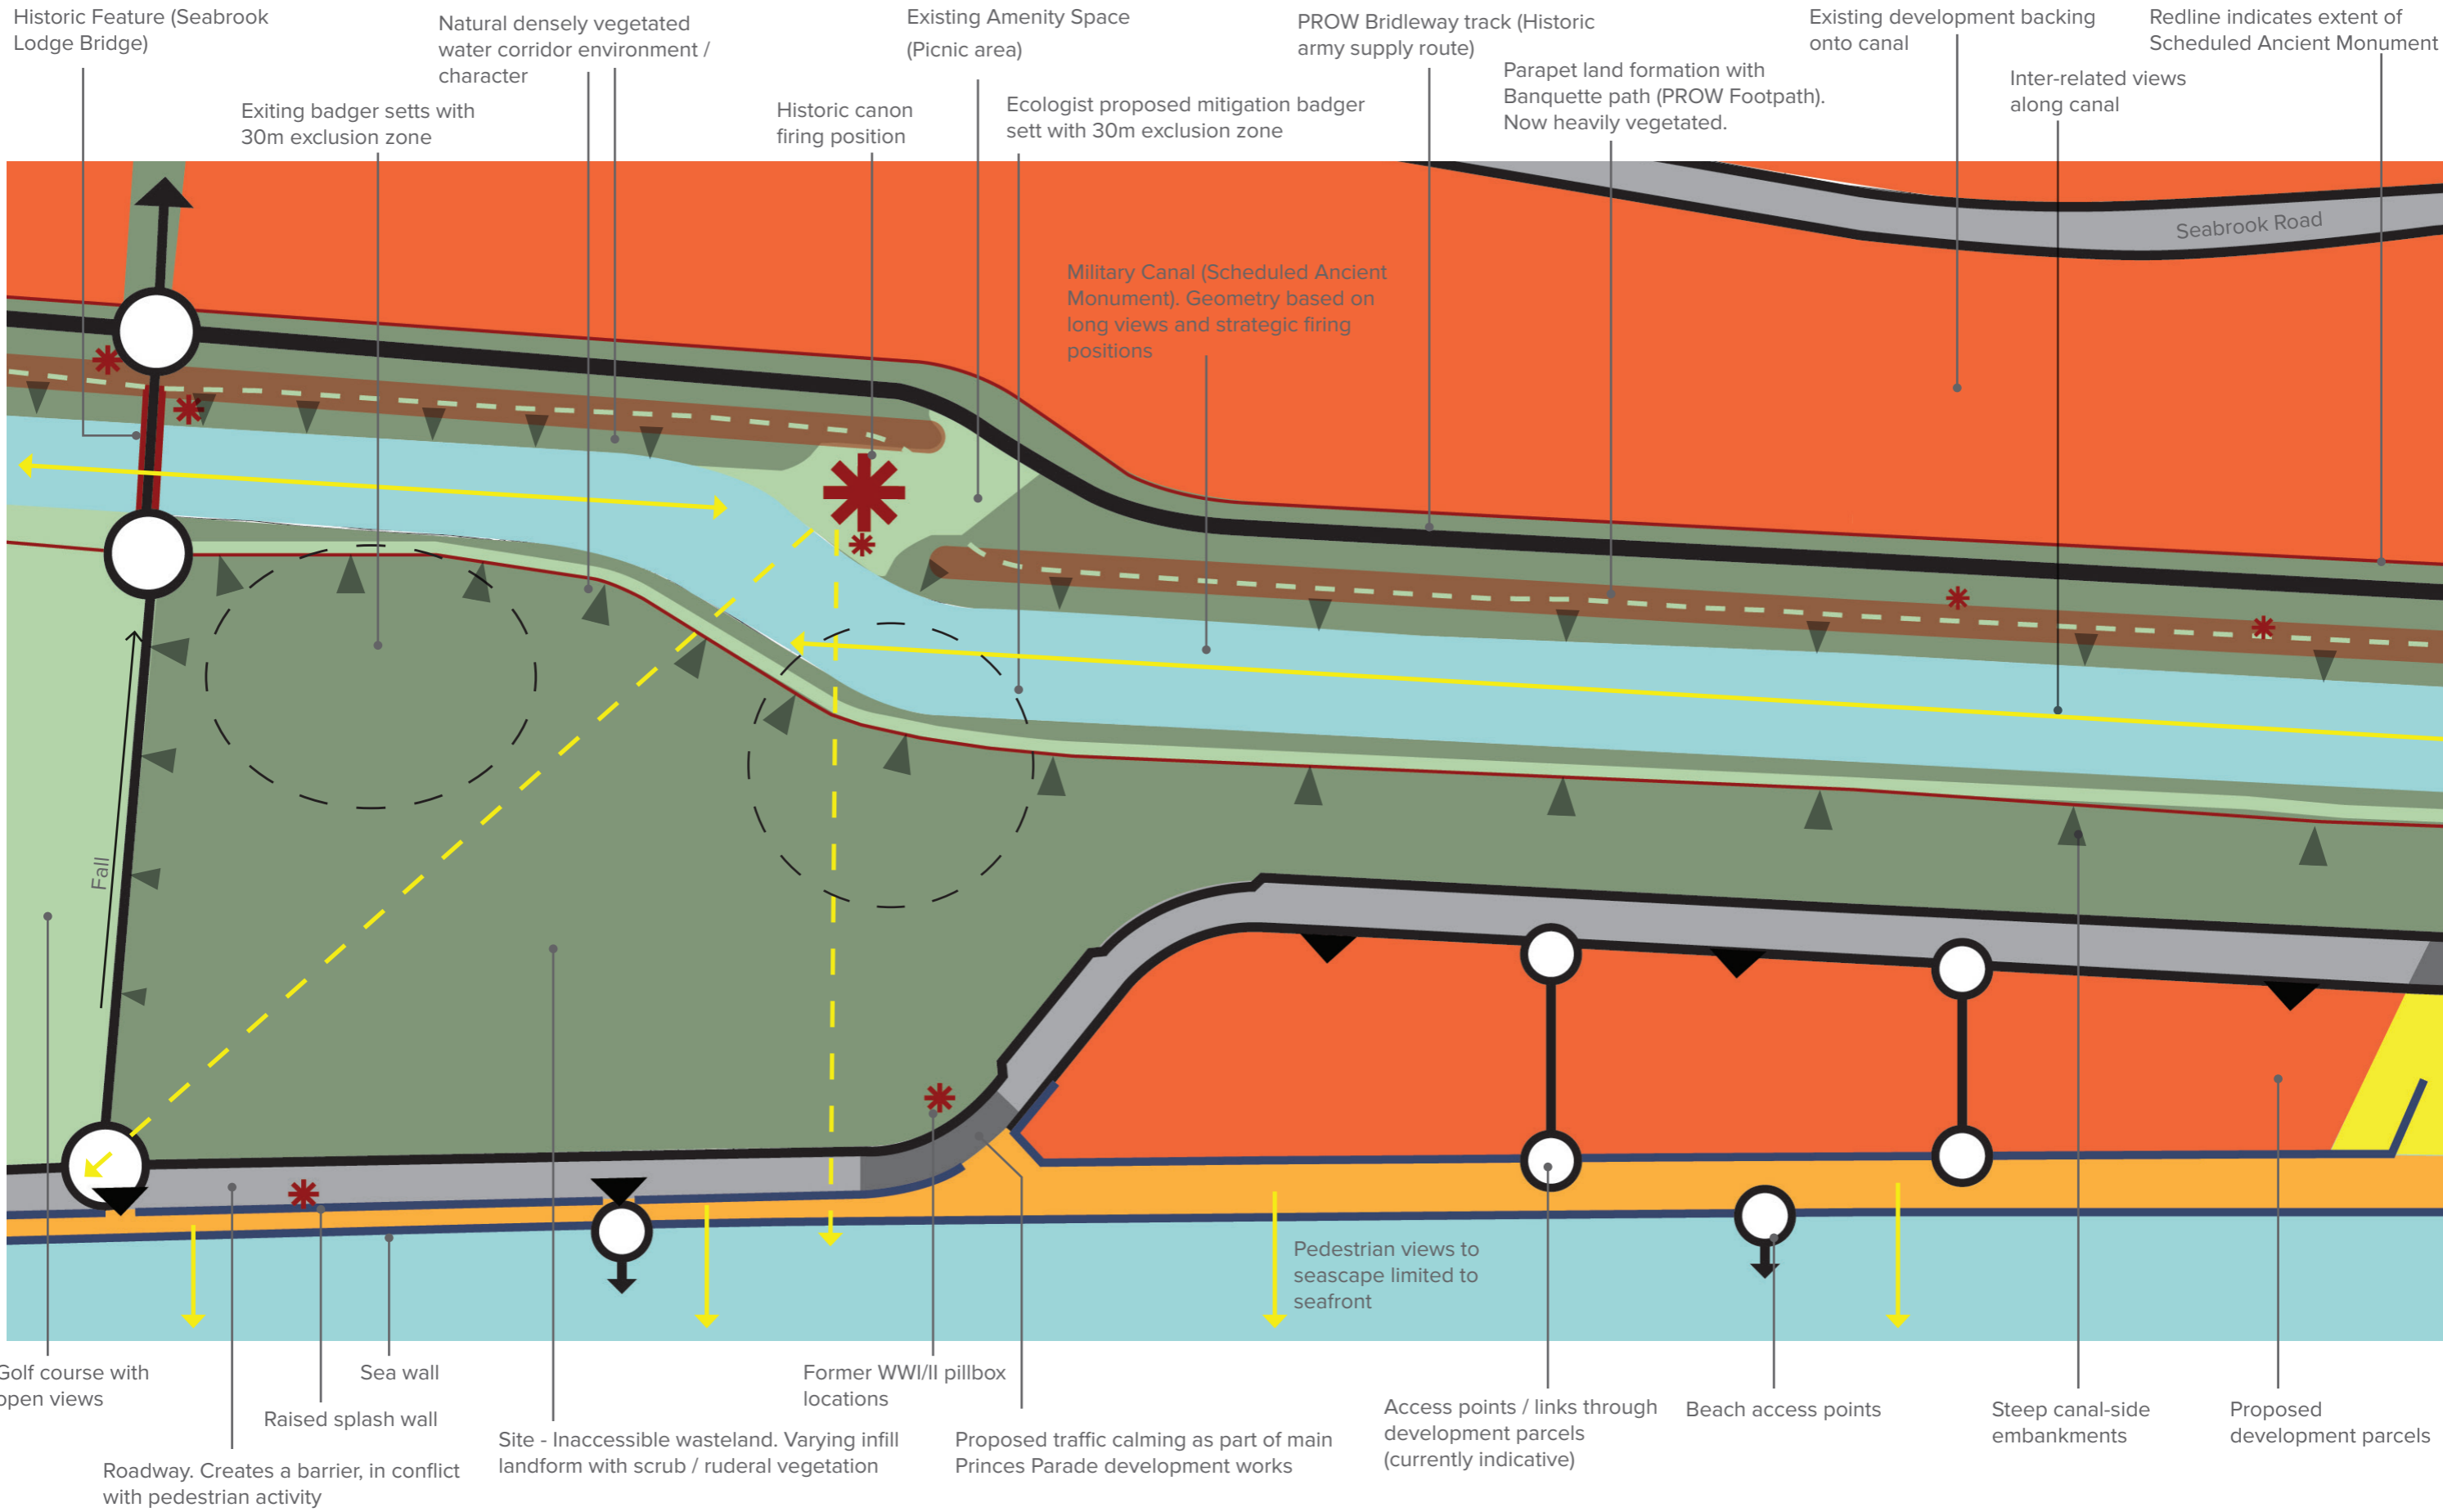 Historic Feature (Seabrook
Lodge Bridge)
Natural densely vegetated
water corridor environment /
character
Existing Amenity Space
(Picnic area)
PROW Bridleway track (Historic
army supply route)
Existing development backing
onto canal
Redline indicates extent of
Scheduled Ancient Monument
Exiting badger setts with
30m exclusion zone
Historic canon
firing position
Ecologist proposed mitigation badger
sett with 30m exclusion zone
Parapet land formation with
Banquette path (PROW Footpath).
Now heavily vegetated.
Inter-related views
along canal
Seabrook Road
Military Canal (Scheduled Ancient
Monument). Geometry based on
long views and strategic firing
positions
Fall
Pedestrian views to
seascape limited to
seafront
Golf course with
open views
Sea wall
Raised splash wall
Roadway. Creates a barrier, in conflict
with pedestrian activity
Site - Inaccessible wasteland. Varying infill
landform with scrub / ruderal vegetation
Former WWI/II pillbox
locations
Proposed traffic calming as part of main
Princes Parade development works
Access points / links through
development parcels
(currently indicative)
Beach access points
Steep canal-side
embankments
Proposed
development parcels